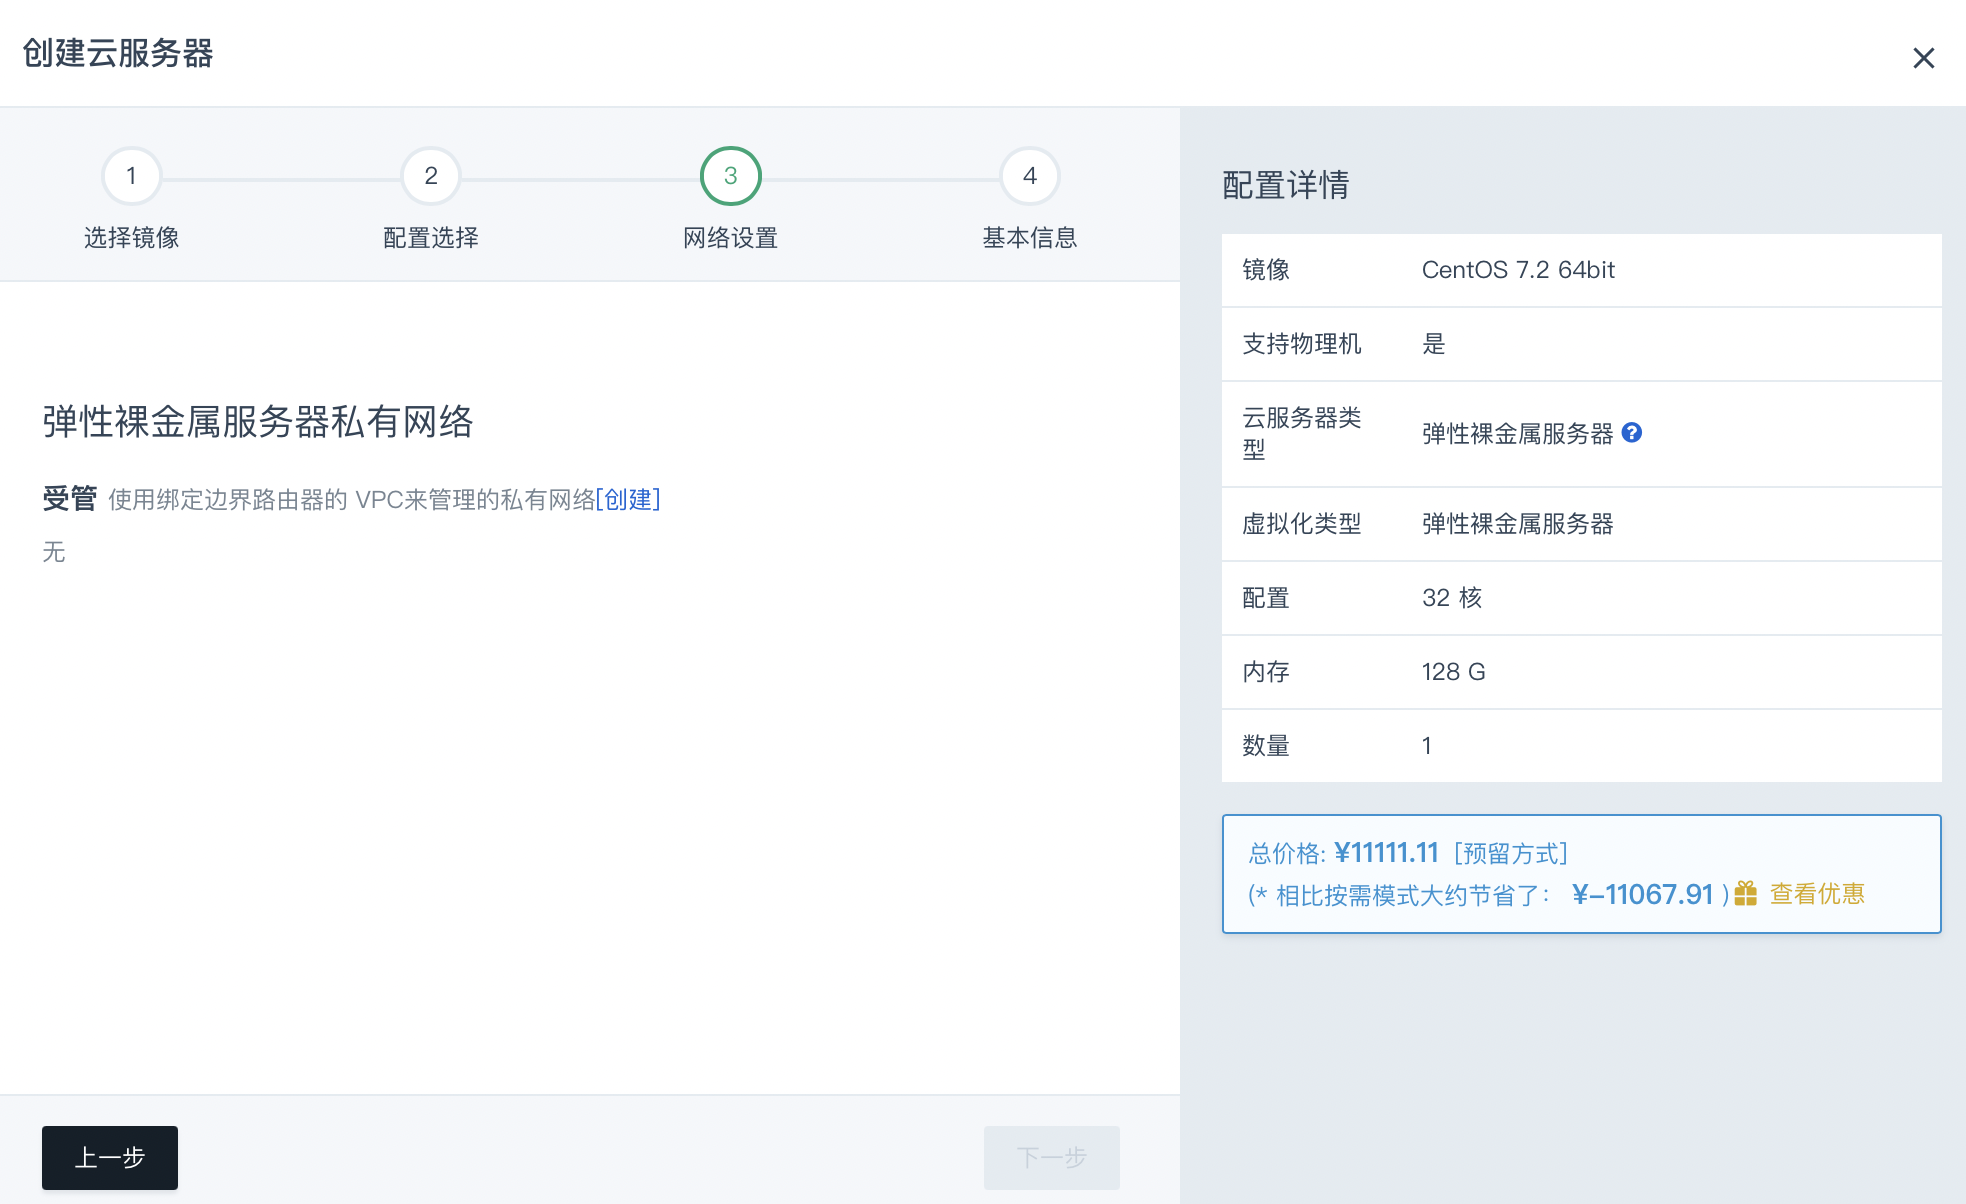 创建云服务器
1
2
3
4
选择镜像
配置选择
网络设置
基本信息
弹性裸金属服务器私有网络
受管 使用绑定边界路由器的 VPC来管理的私有网络[创建]
无
上一步
下一步
配置详情
镜像 CentOS 7.2 64bit
支持物理机 是
云服务器类
型
弹性裸金属服务器 ?
虚拟化类型 弹性裸金属服务器
配置 32 核
内存 128 G
数量 1
总价格: ¥11111.11 [预留方式]
(* 相比按需模式大约节省了： ¥-11067.91 ) 查看优惠